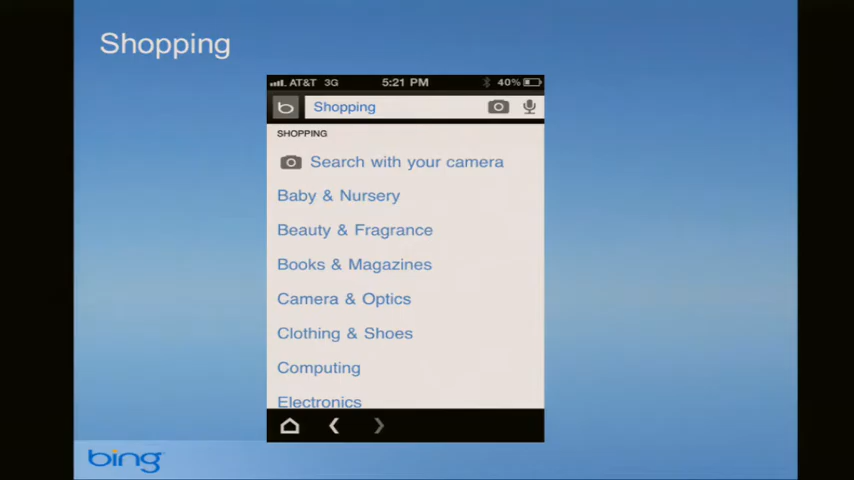 Shopping
AT&T 3G 5:21 PM 40%
b Shopping
SHOPPING
Search with your camera
Baby & Nursery
Beauty & Fragrance
Books & Magazines
Camera & Optics
Clothing & Shoes
Computing
Electronics
bing